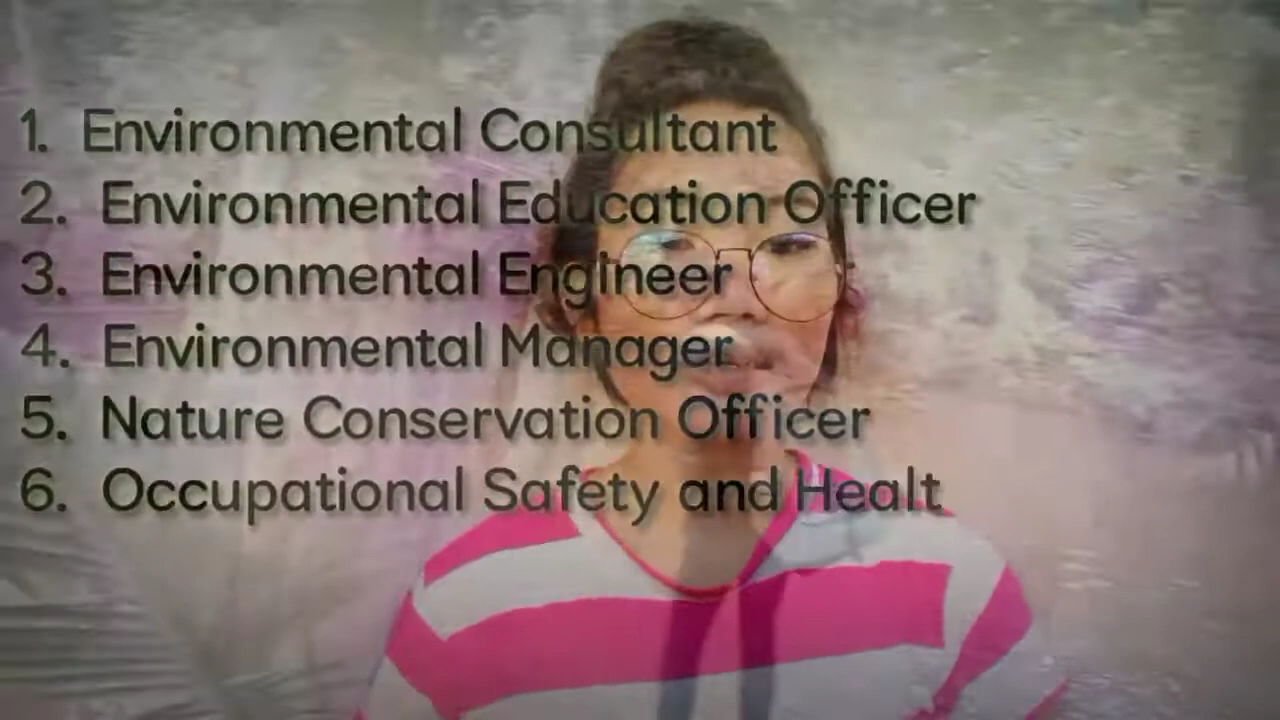 1. Environmental Consultant
2. Environmental Education Officer
3. Environmental Engineer
4. Environmental Manager
5. Nature Conservation Officer
6. Occupational Safety and Healt